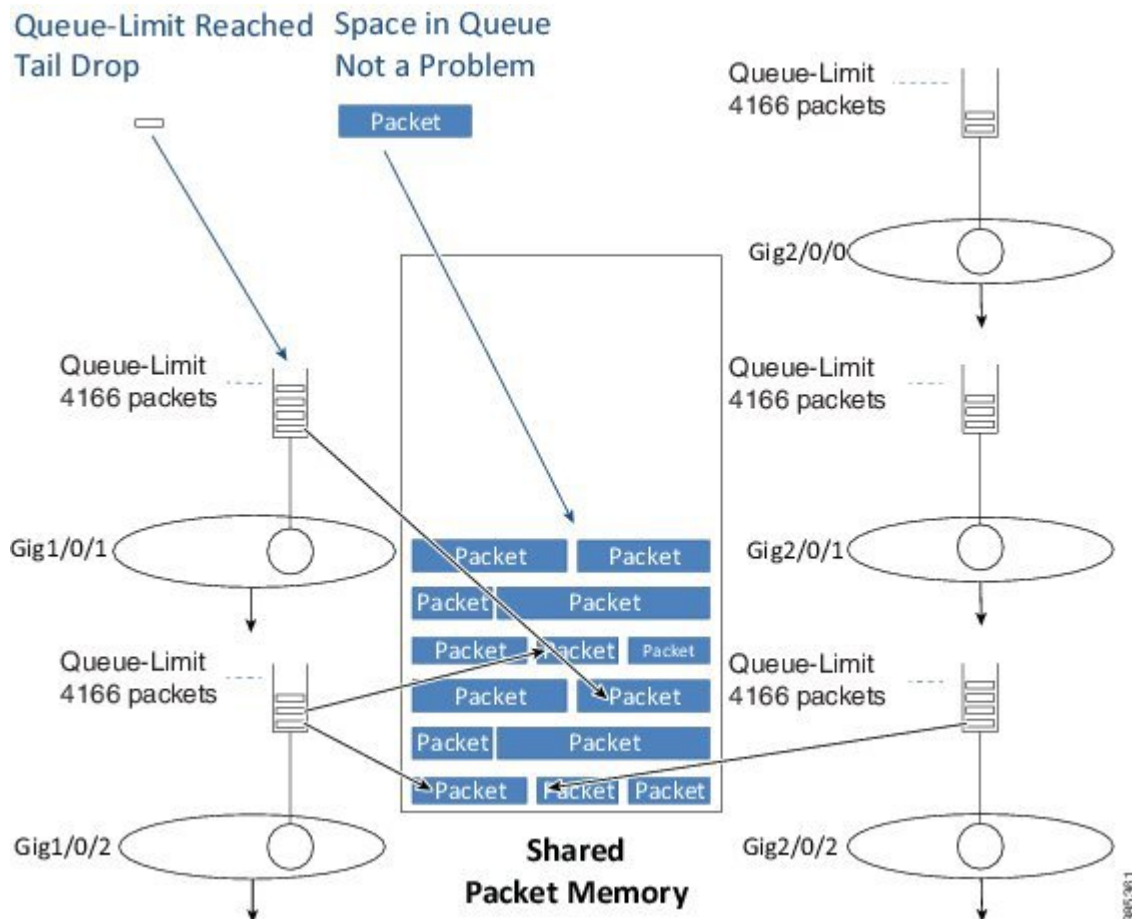 Queue-Limit Reached
Tail Drop
Space in Queue
Not a Problem
Packet
Queue-Limit
4166 packets
Gig2/0/0
Queue-Limit
4166 packets
Gig1/0/1
Queue-Limit
4166 packets
Gig2/0/1
Packet Packet
Packet Packet
Packet Packet Packet
Packet Packet
Packet Packet
Packet Packet Packet
Queue-Limit
4166 packets
Gig1/0/2
Queue-Limit
4166 packets
Gig2/0/2
Shared
Packet Memory